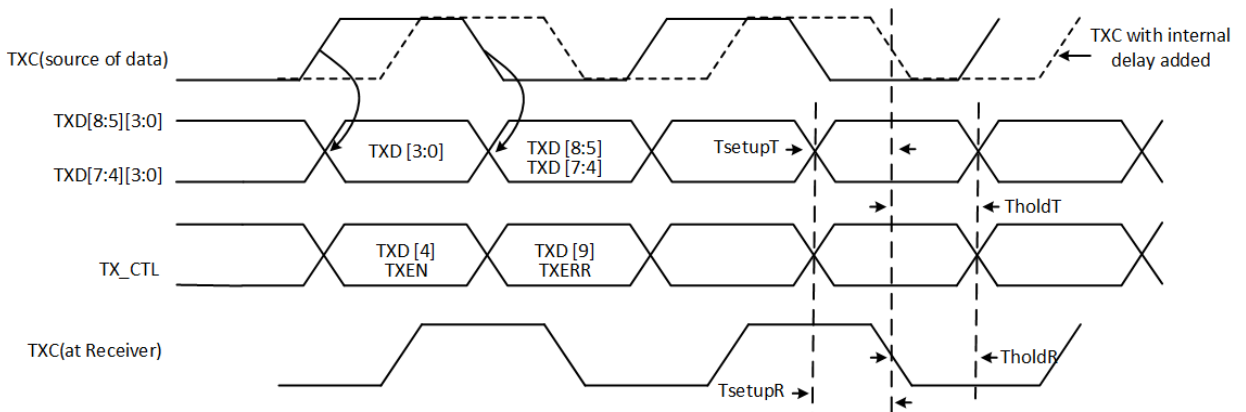 TXC(source of data)
TXC with internal
delay added
TXD[8:5][3:0]
TXD[7:4][3:0]
TXD [3:0]
TXD [8:5]
TXD [7:4]
TsetupT
TholdT
TX_CTL
TXD [4]
TXEN
TXD [9]
TXERR
TXC(at Receiver)
TholdR
TsetupR